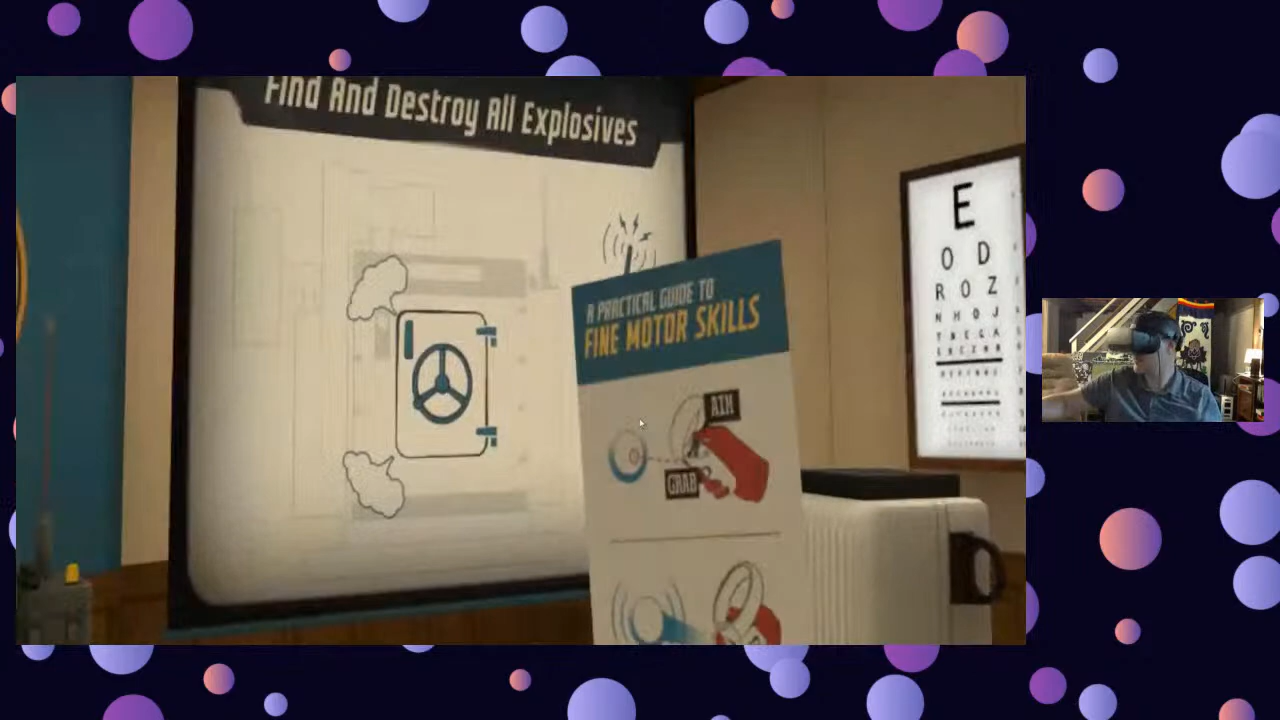 Find And Destroy All Explosives
A PRACTICAL GUIDE TO
FINE MOTOR SKILLS
AIM
GRAB
E
O D
R O Z
N H O J